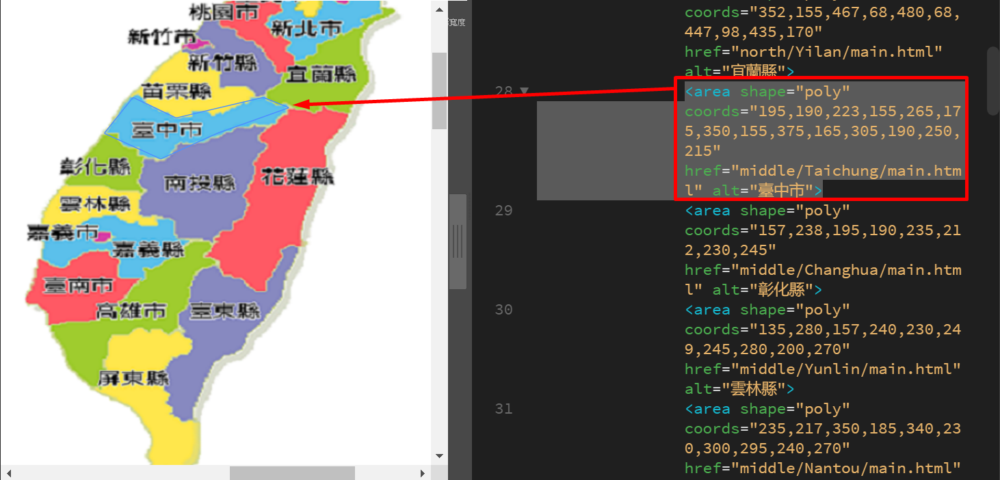 桃園市
新北市
新竹市
新竹縣
宜蘭縣
苗栗縣
臺中市
彰化縣
南投縣
花蓮縣
雲林縣
嘉義市
嘉義縣
臺南市
高雄市
臺東縣
屏東縣
寬度
coords="352,155,467,68,480,68,
447,98,435,170"
href="north/Yilan/main.html"
alt="宜蘭縣">
28
<area shape="poly"
coords="195,190,223,155,265,17
5,350,155,375,165,305,190,250,
215"
href="middle/Taichung/main.htm
l" alt="臺中市">
29
<area shape="poly"
coords="157,238,195,190,235,21
2,230,245"
href="middle/Changhua/main.htm
l" alt="彰化縣">
30
<area shape="poly"
coords="135,280,157,240,230,24
9,245,280,200,270"
href="middle/Yunlin/main.html"
alt="雲林縣">
31
<area shape="poly"
coords="235,217,350,185,340,23
0,300,295,240,270"
href="middle/Nantou/main.html"